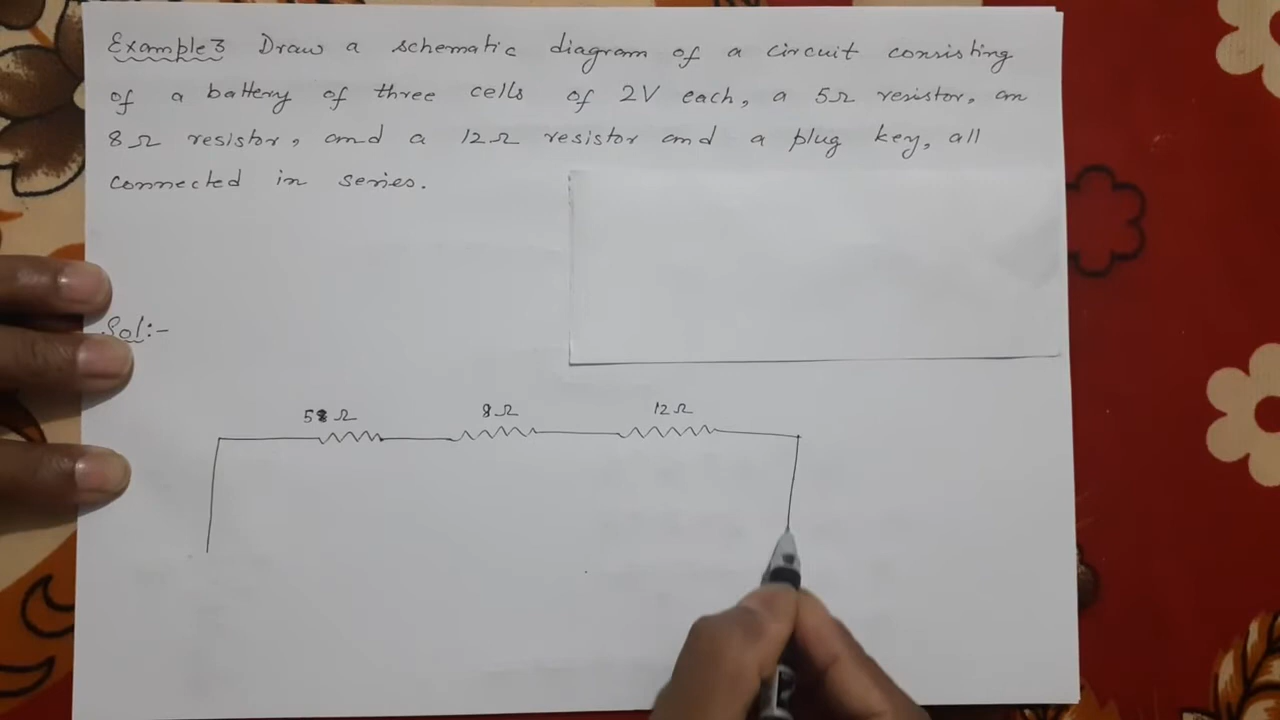 Example 3 Draw a schematic diagram of a circuit consisting
of a battery of three cells of 2V each, a 5Ω resistor, an
8Ω resistor, and a 12Ω resistor and a plug key, all
connected in series.
Sol:-
5Ω 8Ω 12Ω